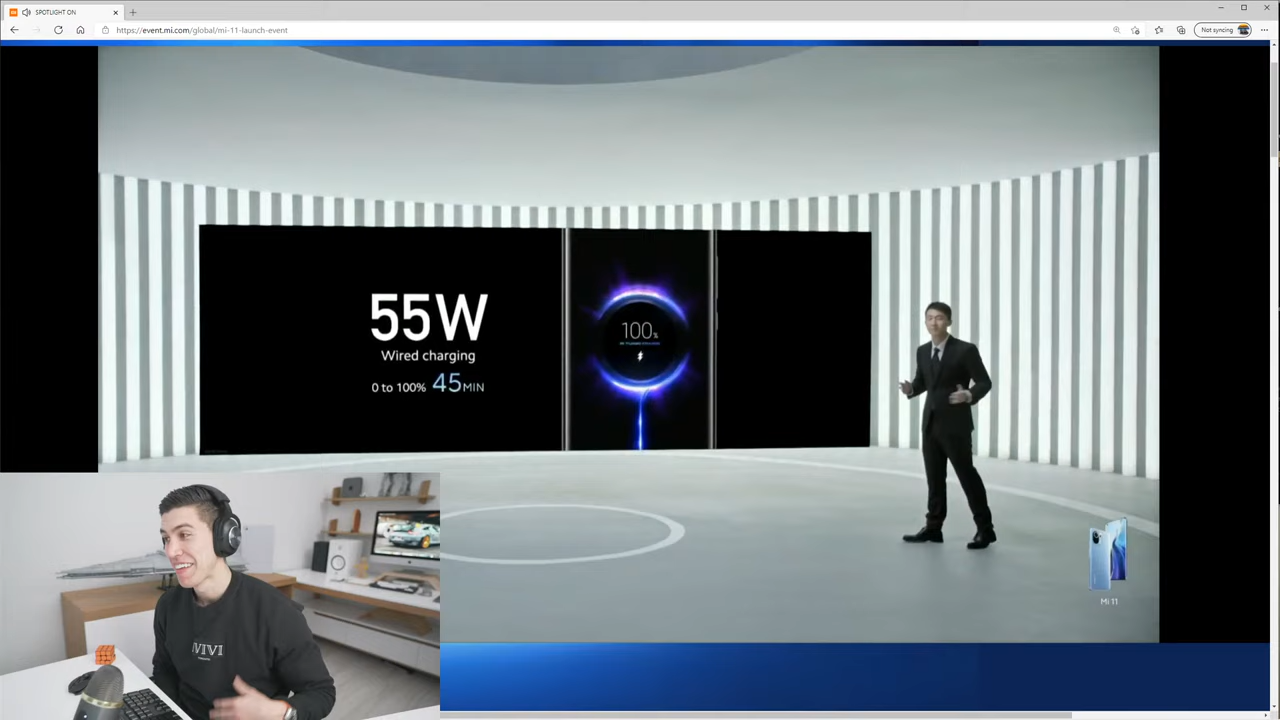 SPOTLIGHT ON
https://event.mi.com/global/mi-11-launch-event
Not syncing
55W
Wired charging
0 to 100% 45MIN
100%
Mi 11